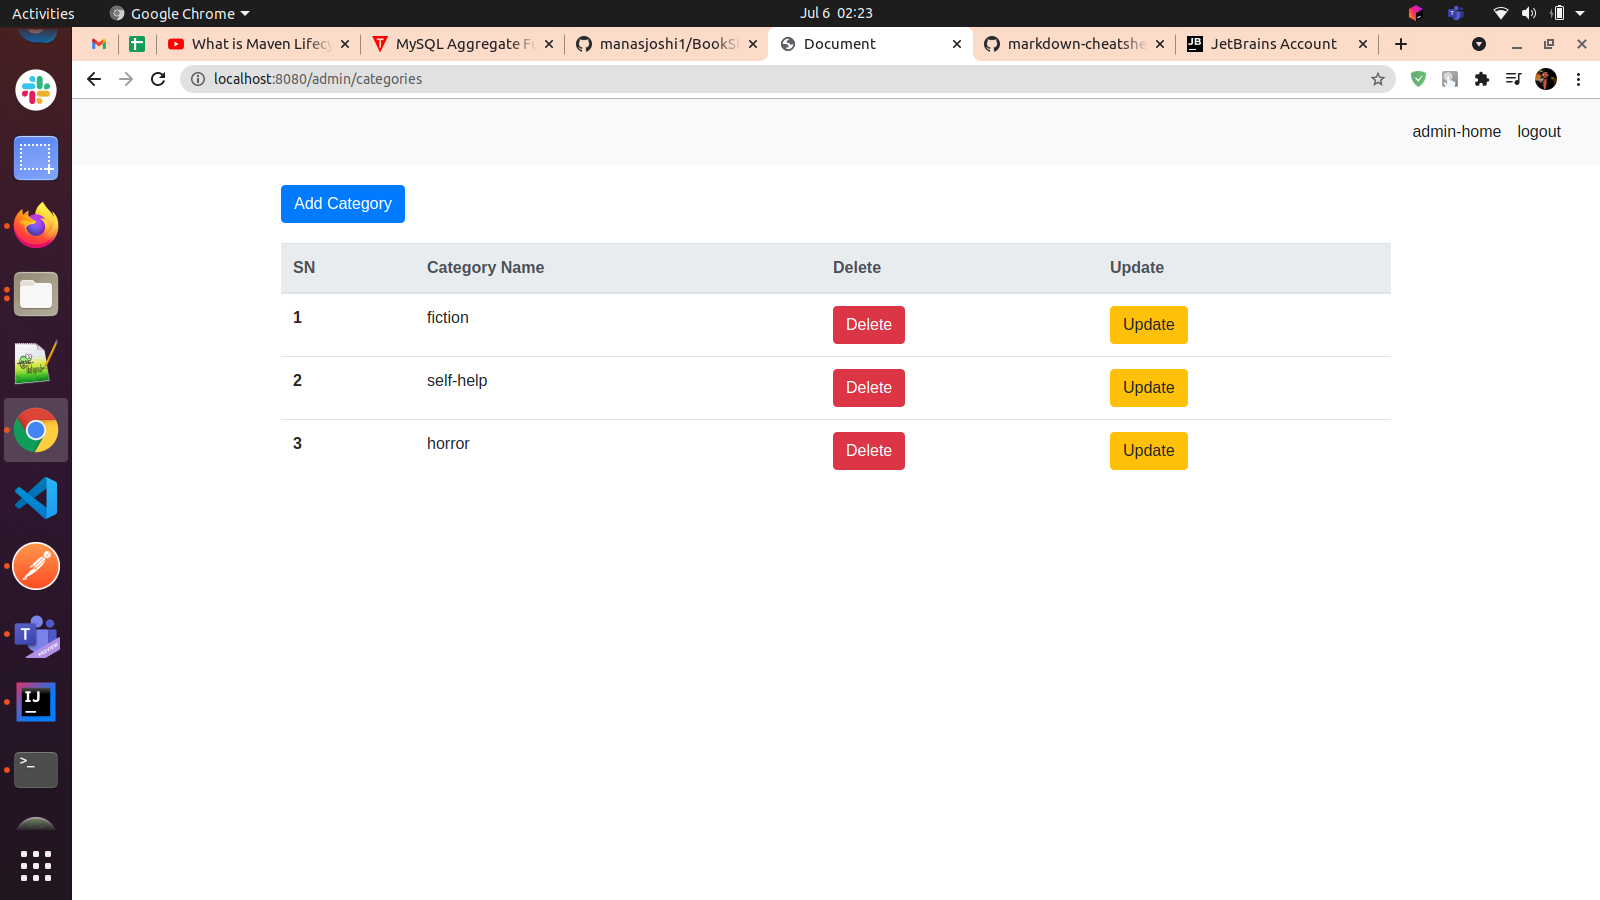 Activities Google Chrome Jul 6 02:23
What is Maven Lifecy MySQL Aggregate Fu manasjoshi1/BookSt Document markdown-cheatshe JetBrains Account
localhost:8080/admin/categories
admin-home logout
Add Category
SN Category Name Delete Update
1 fiction Delete Update
2 self-help Delete Update
3 horror Delete Update